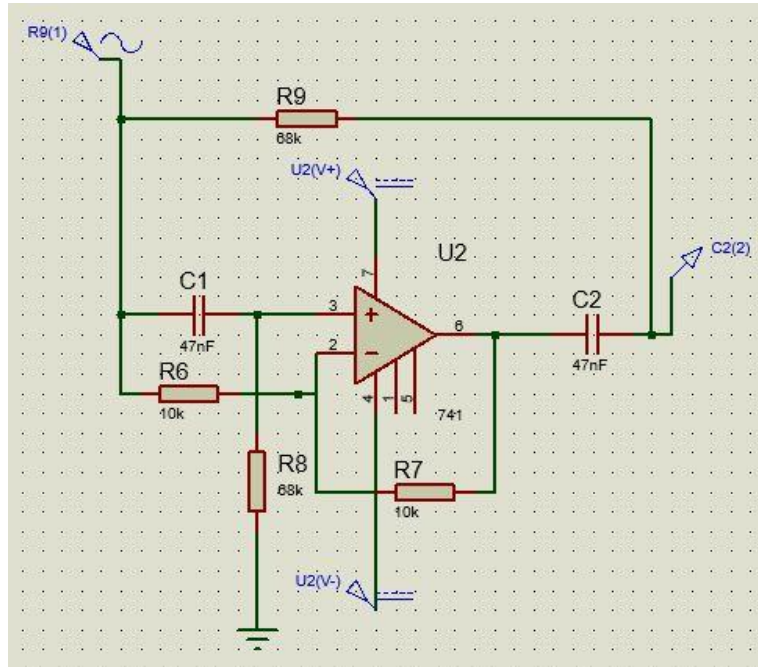 R9(1)
R9
68k
U2(V+)
U2
7
C2(2)
C1
47nF
3
+
2
−
6
C2
47nF
R6
10k
4
1
5
741
R8
68k
R7
10k
U2(V-)